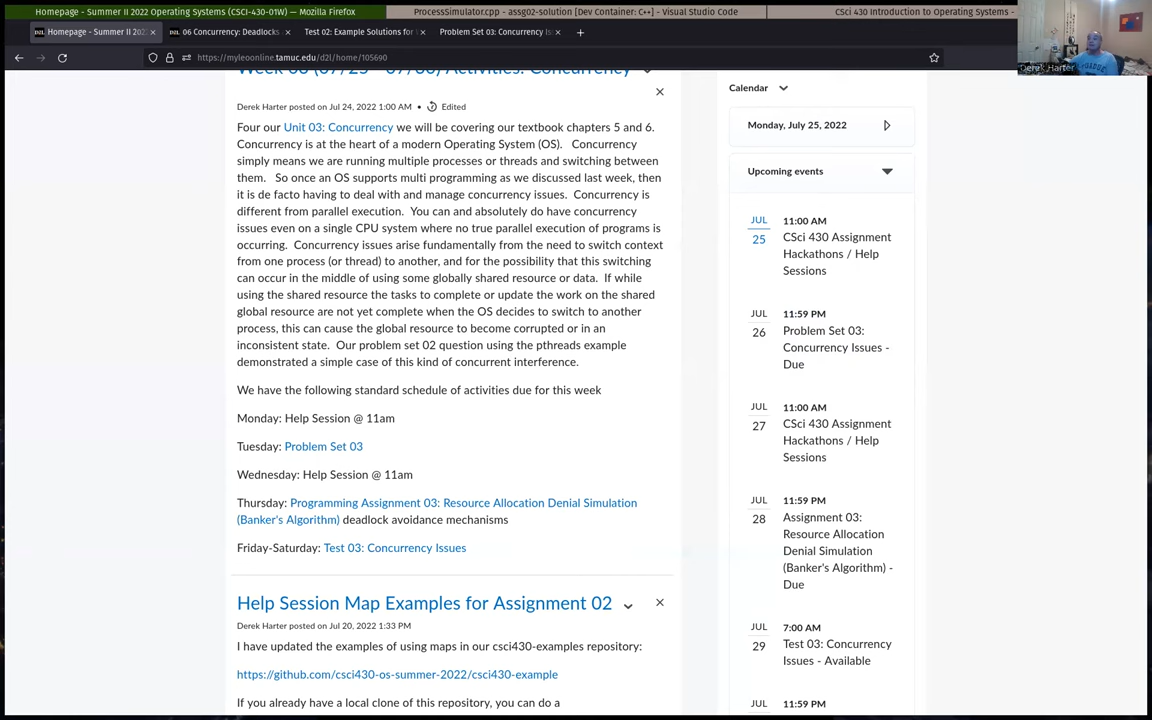 Homepage - Summer II 2022 Operating Systems (CSCI-430-01W) — Mozilla Firefox
ProcessSimulator.cpp - assg02-solution [Dev Container: C++] - Visual Studio Code
CSci 430 Introduction to Operating Systems -
Homepage - Summer II 202
06 Concurrency: Deadlocks
Test 02: Example Solutions for
Problem Set 03: Concurrency Is
https://myleoonline.tamuc.edu/d2l/home/105690
Derek Harter
Week 06 (07/25 - 07/30) Activities: Concurrency
Derek Harter posted on Jul 24, 2022 1:00 AM • Edited
Four our Unit 03: Concurrency we will be covering our textbook chapters 5 and 6.
Concurrency is at the heart of a modern Operating System (OS). Concurrency
simply means we are running multiple processes or threads and switching between
them. So once an OS supports multi programming as we discussed last week, then
it is de facto having to deal with and manage concurrency issues. Concurrency is
different from parallel execution. You can and absolutely do have concurrency
issues even on a single CPU system where no true parallel execution of programs is
occurring. Concurrency issues arise fundamentally from the need to switch context
from one process (or thread) to another, and for the possibility that this switching
can occur in the middle of using some globally shared resource or data. If while
using the shared resource the tasks to complete or update the work on the shared
global resource are not yet complete when the OS decides to switch to another
process, this can cause the global resource to become corrupted or in an
inconsistent state. Our problem set 02 question using the pthreads example
demonstrated a simple case of this kind of concurrent interference.
We have the following standard schedule of activities due for this week
Monday: Help Session @ 11am
Tuesday: Problem Set 03
Wednesday: Help Session @ 11am
Thursday: Programming Assignment 03: Resource Allocation Denial Simulation
(Banker's Algorithm) deadlock avoidance mechanisms
Friday-Saturday: Test 03: Concurrency Issues
Help Session Map Examples for Assignment 02
Derek Harter posted on Jul 20, 2022 1:33 PM
I have updated the examples of using maps in our csci430-examples repository:
https://github.com/csci430-os-summer-2022/csci430-example
If you already have a local clone of this repository, you can do a
Calendar
Monday, July 25, 2022
Upcoming events
JUL
25
11:00 AM
CSci 430 Assignment
Hackathons / Help
Sessions
JUL
26
11:59 PM
Problem Set 03:
Concurrency Issues -
Due
JUL
27
11:00 AM
CSci 430 Assignment
Hackathons / Help
Sessions
JUL
28
11:59 PM
Assignment 03:
Resource Allocation
Denial Simulation
(Banker's Algorithm) -
Due
JUL
29
7:00 AM
Test 03: Concurrency
Issues - Available
JUL
11:59 PM